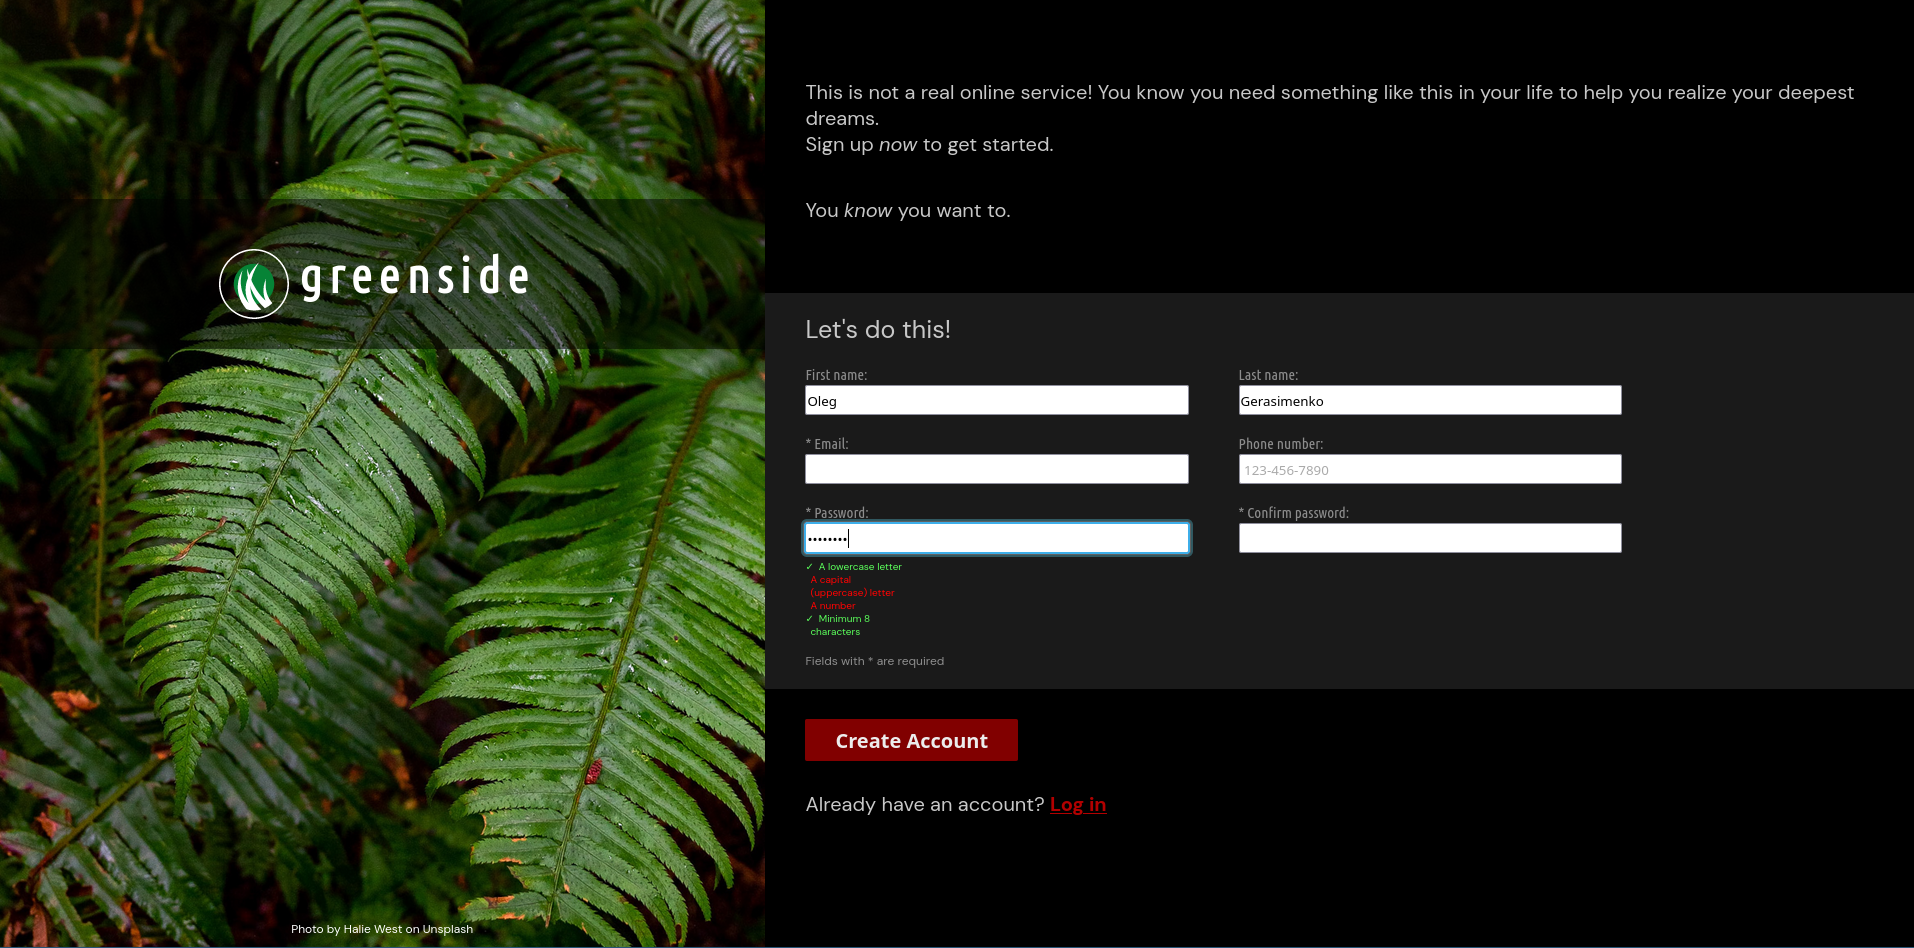 This is not a real online service! You know you need something like this in your life to help you realize your deepest
dreams.
Sign up now to get started.
You know you want to.
greenside
Let's do this!
First name:
Last name:
Oleg
Gerasimenko
* Email:
Phone number:
123-456-7890
* Password:
* Confirm password:
••••••••
✓ A lowercase letter
A capital
(uppercase) letter
A number
✓ Minimum 8
characters
Fields with * are required
Create Account
Already have an account? Log in
Photo by Halie West on Unsplash